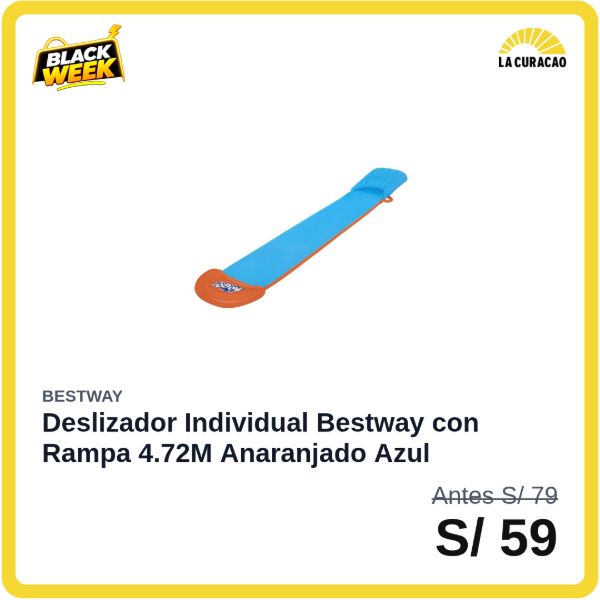 BLACK
WEEK
LA CURACAO
BESTWAY
Deslizador Individual Bestway con
Rampa 4.72M Anaranjado Azul
Antes S/ 79
S/ 59